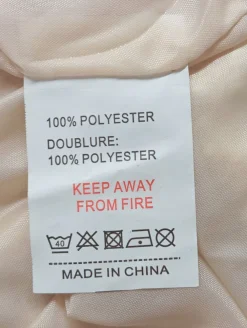 100% POLYESTER
DOUBLURE:
100% POLYESTER
KEEP AWAY
FROM FIRE
40
MADE IN CHINA